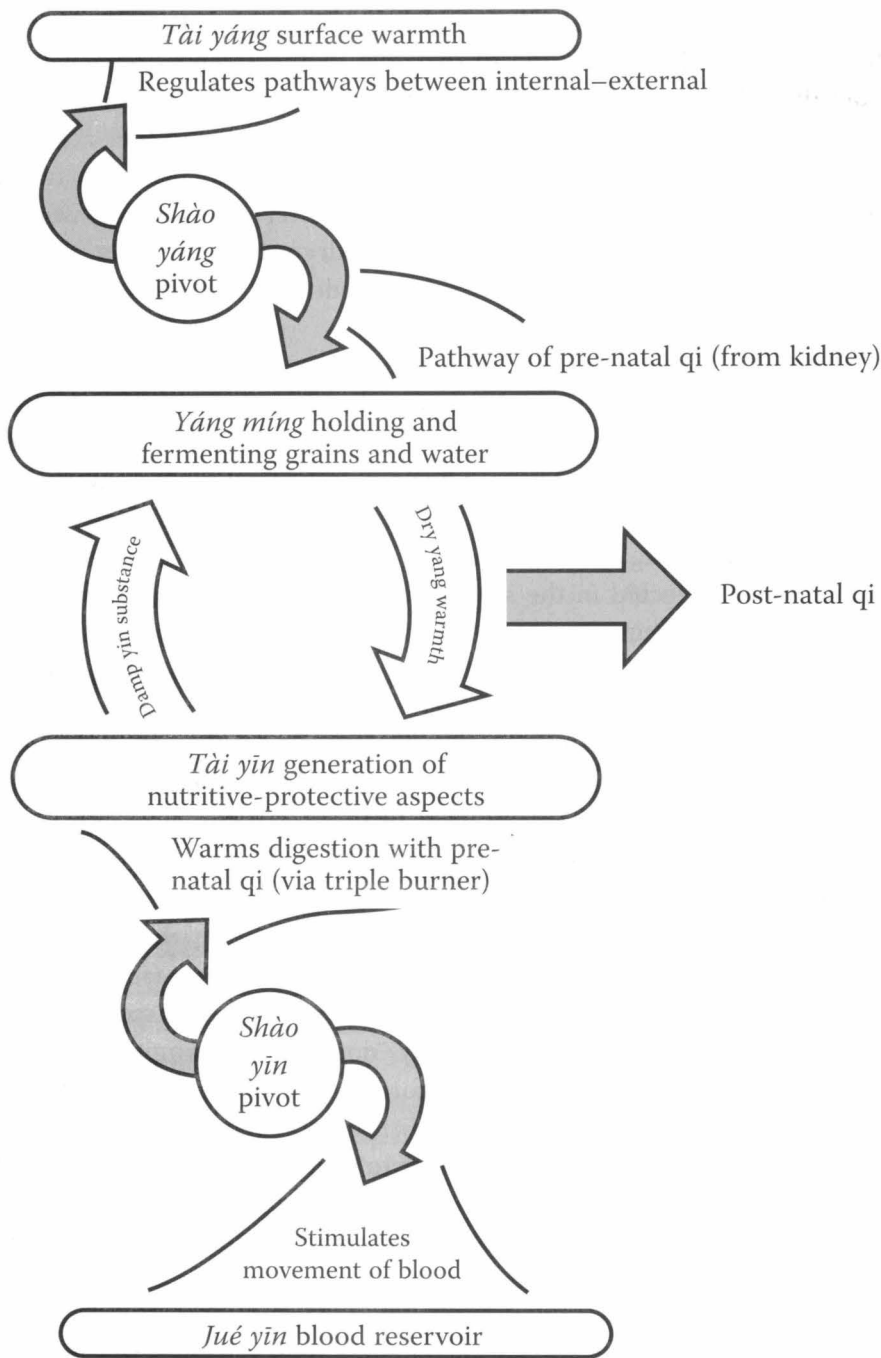 Tài yáng surface warmth
Regulates pathways between internal–external
Shào
yáng
pivot
Pathway of pre-natal qi (from kidney)
Yáng míng holding and
fermenting grains and water
Damp yin substance
Dry yang warmth
Post-natal qi
Tài yīn generation of
nutritive-protective aspects
Warms digestion with pre-
natal qi (via triple burner)
Shào
yīn
pivot
Stimulates
movement of blood
Jué yīn blood reservoir